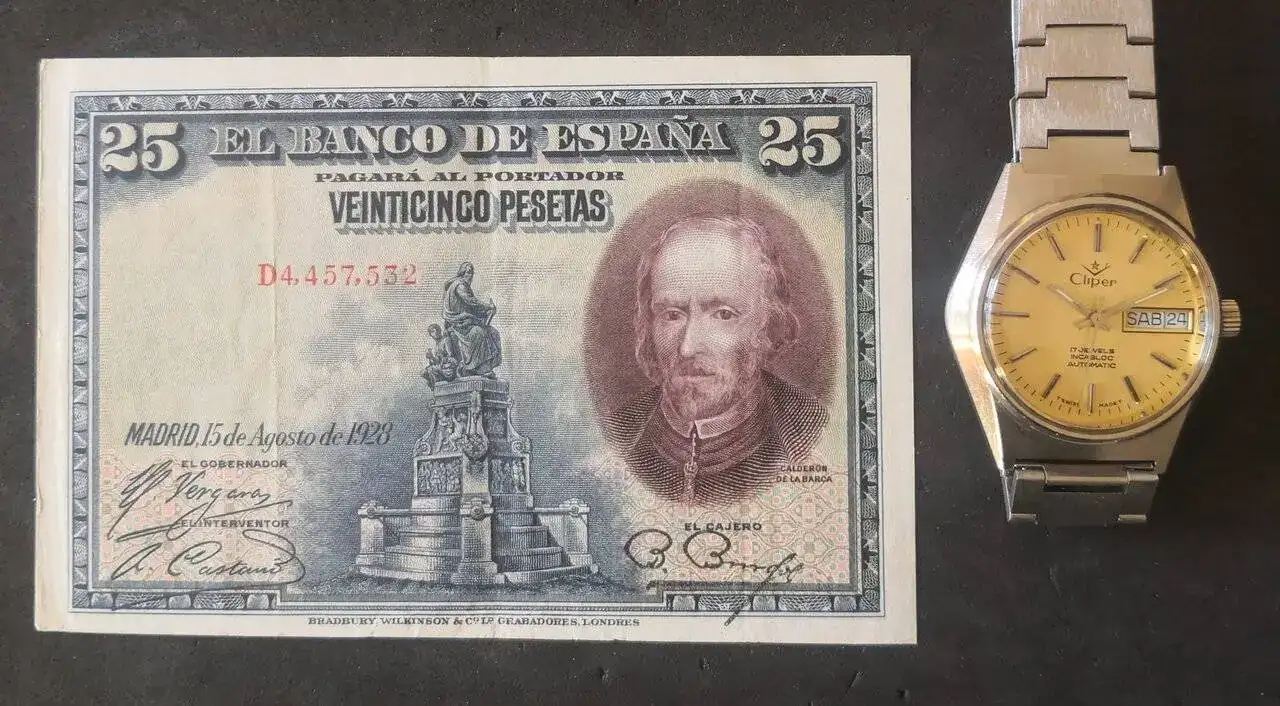 25 EL BANCO DE ESPAÑA 25
PAGARÁ AL PORTADOR
VEINTICINCO PESETAS
D4,457,532
MADRID, 15 de Agosto de 1928
EL GOBERNADOR
Vergara
EL INTERVENTOR
A. Castaño
CALDERÓN
DE LA BARCA
EL CAJERO
BRADBURY, WILKINSON & Cº Lº GRABADORES, LONDRES
Cliper
SAB 24
17 JEWELS
INCABLOC
AUTOMATIC
T SWISS MADE T